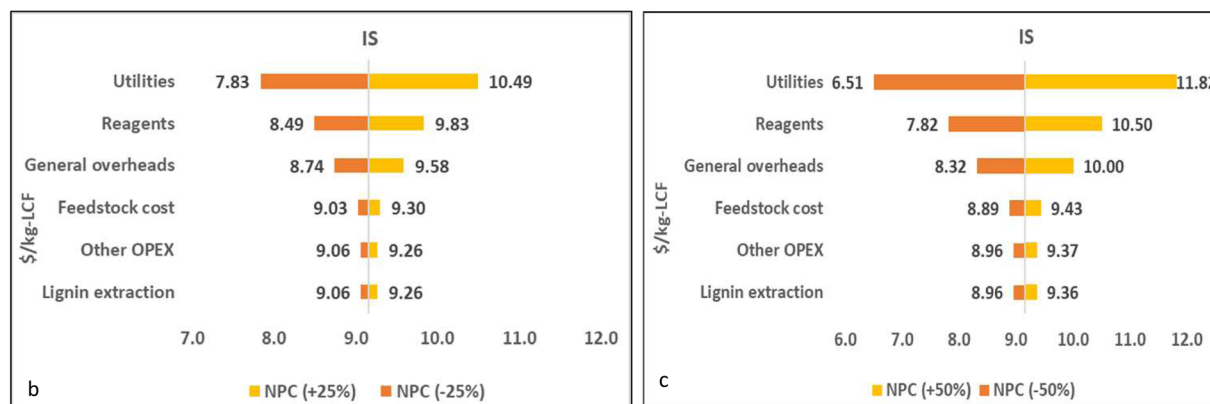 IS
Utilities 7.83 10.49
Reagents 8.49 9.83
General overheads 8.74 9.58
Feedstock cost 9.03 9.30
Other OPEX 9.06 9.26
Lignin extraction 9.06 9.26
$/kg-LCF
7.0 8.0 9.0 10.0 11.0 12.0
NPC (+25%) NPC (-25%)
b
IS
Utilities 6.51 11.82
Reagents 7.82 10.50
General overheads 8.32 10.00
Feedstock cost 8.89 9.43
Other OPEX 8.96 9.37
Lignin extraction 8.96 9.36
$/kg-LCF
6.0 7.0 8.0 9.0 10.0 11.0 12.0
NPC (+50%) NPC (-50%)
c